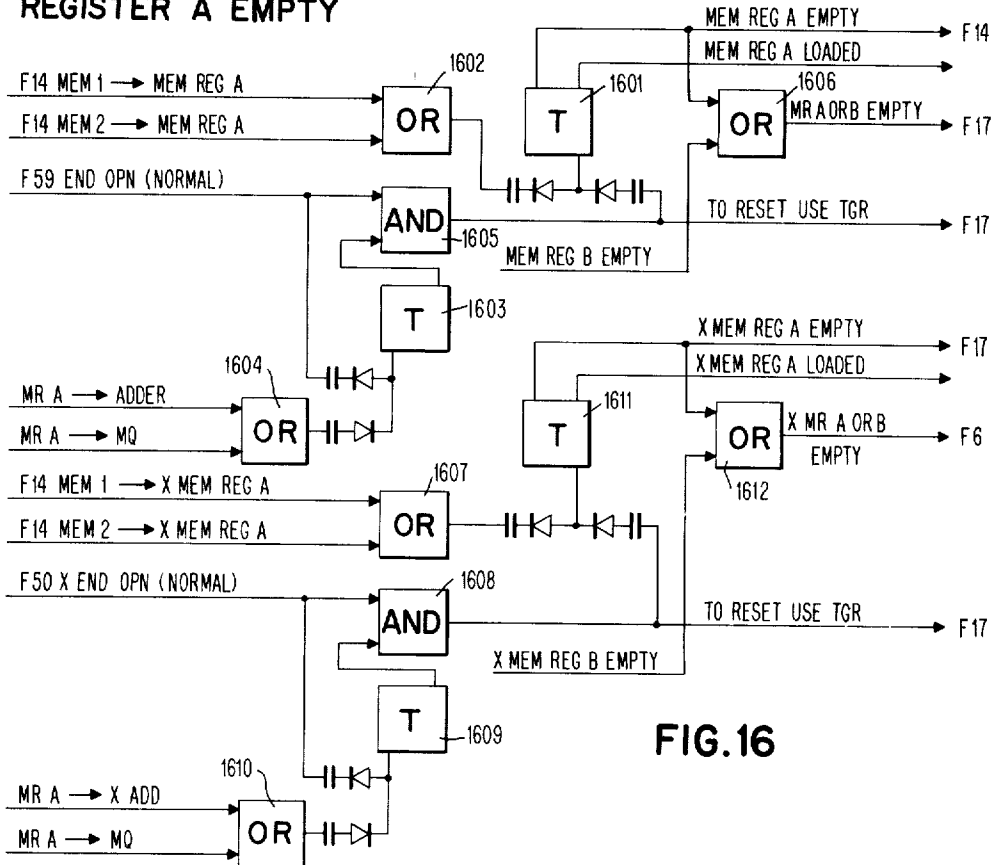 REGISTER A EMPTY
MEM REG A EMPTY
F14
MEM REG A LOADED
1602
1601
1606
F14 MEM 1 → MEM REG A
OR
T
OR
MR A OR B EMPTY
F17
F14 MEM 2 → MEM REG A
F59 END OPN (NORMAL)
AND
1605
TO RESET USE TGR
F17
MEM REG B EMPTY
T
1603
X MEM REG A EMPTY
F17
X MEM REG A LOADED
1604
1611
MR A → ADDER
OR
T
OR
X MR A OR B
EMPTY
F6
MR A → MQ
1612
F14 MEM 1 → X MEM REG A
1607
OR
F14 MEM 2 → X MEM REG A
F50 X END OPN (NORMAL)
1608
AND
TO RESET USE TGR
F17
X MEM REG B EMPTY
T
1609
FIG.16
1610
MR A → X ADD
OR
MR A → MQ